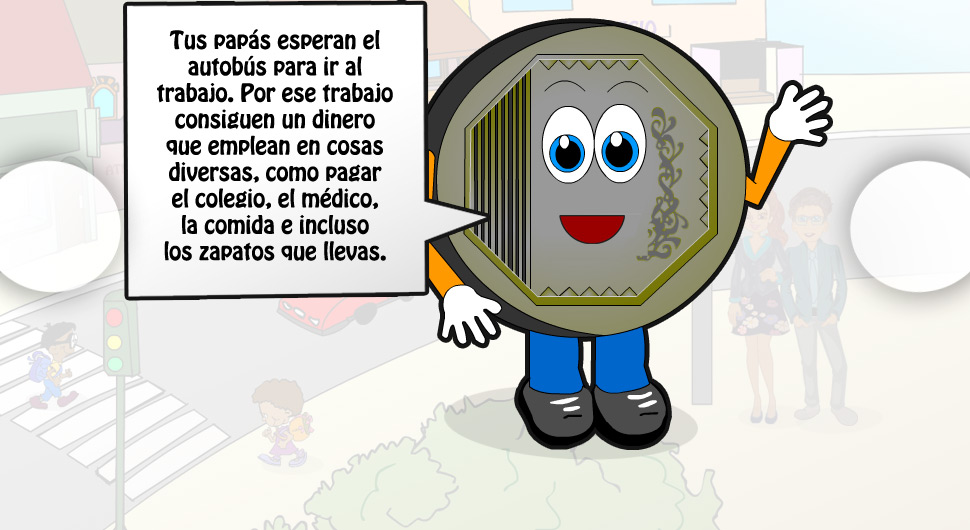 Tus papás esperan el
autobús para ir al
trabajo. Por ese trabajo
consiguen un dinero
que emplean en cosas
diversas, como pagar
el colegio, el médico,
la comida e incluso
los zapatos que llevas.